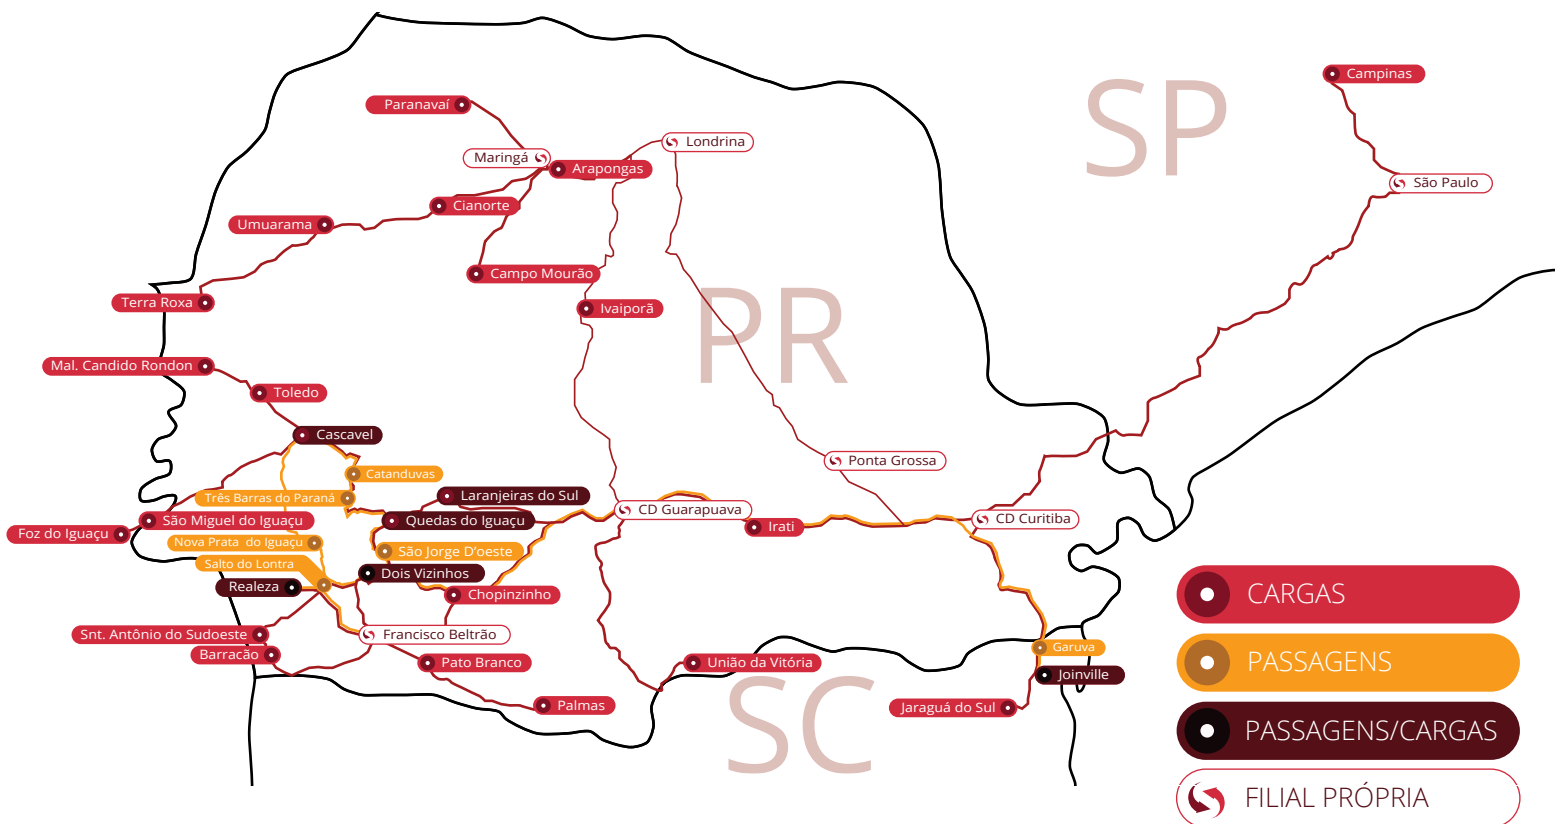 Campinas
SP
Paranavaí
Londrina
Maringá
Arapongas
São Paulo
Cianorte
Umuarama
Campo Mourão
Terra Roxa
Ivaiporã
PR
Mal. Candido Rondon
Toledo
Cascavel
Ponta Grossa
Catanduvas
Três Barras do Paraná
Laranjeiras do Sul
CD Guarapuava
São Miguel do Iguaçu
Quedas do Iguaçu
CD Curitiba
Irati
Foz do Iguaçu
Nova Prata do Iguaçu
São Jorge D'oeste
Salto do Lontra
Dois Vizinhos
Realeza
Chopinzinho
CARGAS
Snt. Antônio do Sudoeste
Francisco Beltrão
Garuva
Barracão
Pato Branco
União da Vitória
PASSAGENS
Joinville
Palmas
Jaraguá do Sul
SC
PASSAGENS/CARGAS
FILIAL PRÓPRIA